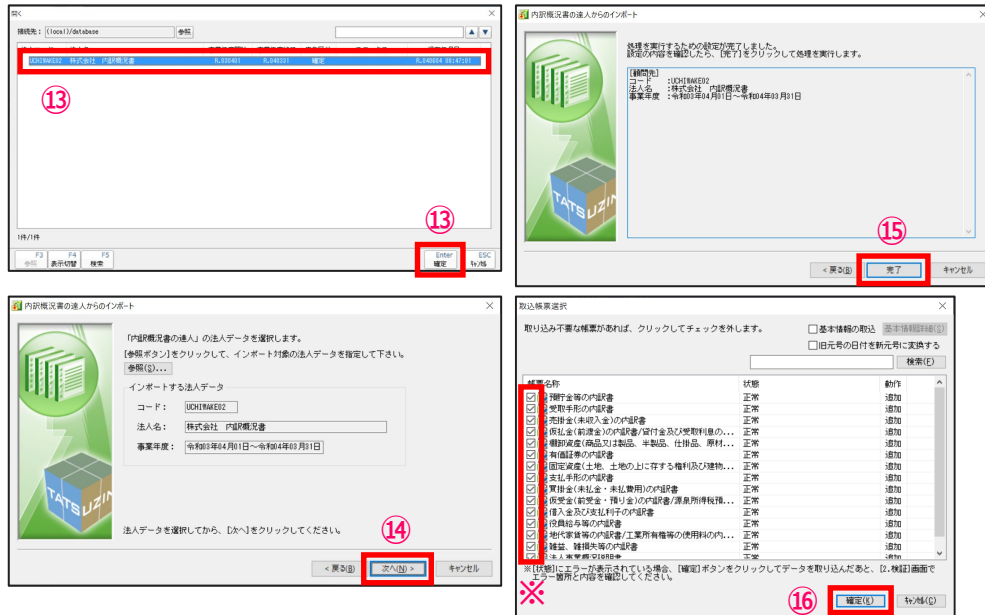 開く
接続先： (local)/database 参照 ▲ ▼
UCHIWAKE02 株式会社 内訳概況書 R.030401 R.040331 確定
⑬
1件/1件
⑬
F3 参照 F4 表示切替 F5 検索 Enter 確定 ESC キャンセル
内訳概況書の達人からのインポート ×
処理を実行するための設定が完了しました。
設定の内容を確認したら、[完了]をクリックして処理を実行します。
[顧問先]
コード :UCHIWAKE02
法人名 :株式会社 内訳概況書
事業年度 :令和03年04月01日～令和04年03月31日
TATSUZIN
⑮
< 戻る(B) 完了 キャンセル
内訳概況書の達人からのインポート ×
「内訳概況書の達人」の法人データを選択します。
[参照ボタン]をクリックして、インポート対象の法人データを指定して下さい。
参照(S)...
インポートする法人データ
コード： UCHIWAKE02
法人名： 株式会社 内訳概況書
事業年度： 令和03年04月01日～令和04年03月31日
TATSUZIN
法人データを選択してから、[次へ]をクリックしてください。
⑭
< 戻る(B) 次へ(N) > キャンセル
取込帳票選択 ×
取り込み不要な帳票があれば、クリックしてチェックを外します。 基本情報の取込 基本情報詳細(S)
旧元号の日付を新元号に変換する
検索(F)
帳票名称 状態 動作
預貯金等の内訳書 正常 追加
受取手形の内訳書 正常 追加
売掛金(未収入金)の内訳書 正常 追加
仮払金(前渡金)の内訳書/貸付金及び受取利息の... 正常 追加
棚卸資産(商品又は製品、半製品、仕掛品、原材... 正常 追加
有価証券の内訳書 正常 追加
固定資産(土地、土地の上に存する権利及び建物... 正常 追加
支払手形の内訳書 正常 追加
買掛金(未払金・未払費用)の内訳書 正常 追加
仮受金(前受金・預り金)の内訳書/源泉所得税預... 正常 追加
借入金及び支払利子の内訳書 正常 追加
役員給与等の内訳書 正常 追加
地代家賃等の内訳書/工業所有権等の使用料の内... 正常 追加
雑益、雑損失等の内訳書 正常 追加
法人事業概況説明書 正常 追加
※[状態]にエラーが表示されている場合、[確定]ボタンをクリックしてデータを取り込んだあと、[2.検証]画面で
エラー箇所と内容を確認してください。
※
⑯
確定(K) キャンセル(C)